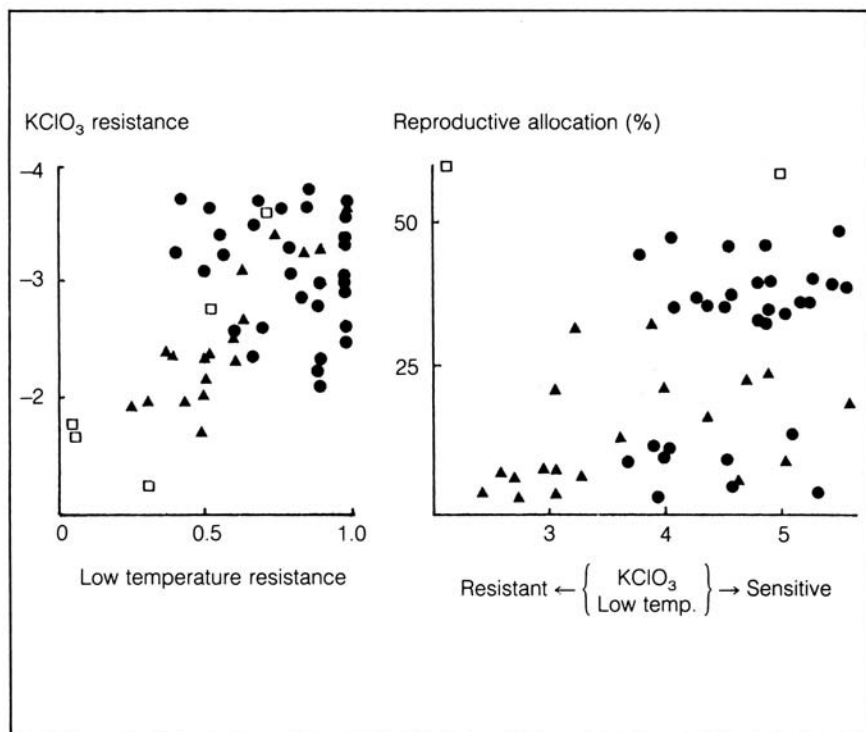 KClO₃ resistance
−4
−3
−2
0
0.5
1.0
Low temperature resistance
Reproductive allocation (%)
50
25
3
4
5
Resistant ← { KClO₃ Low temp. } → Sensitive